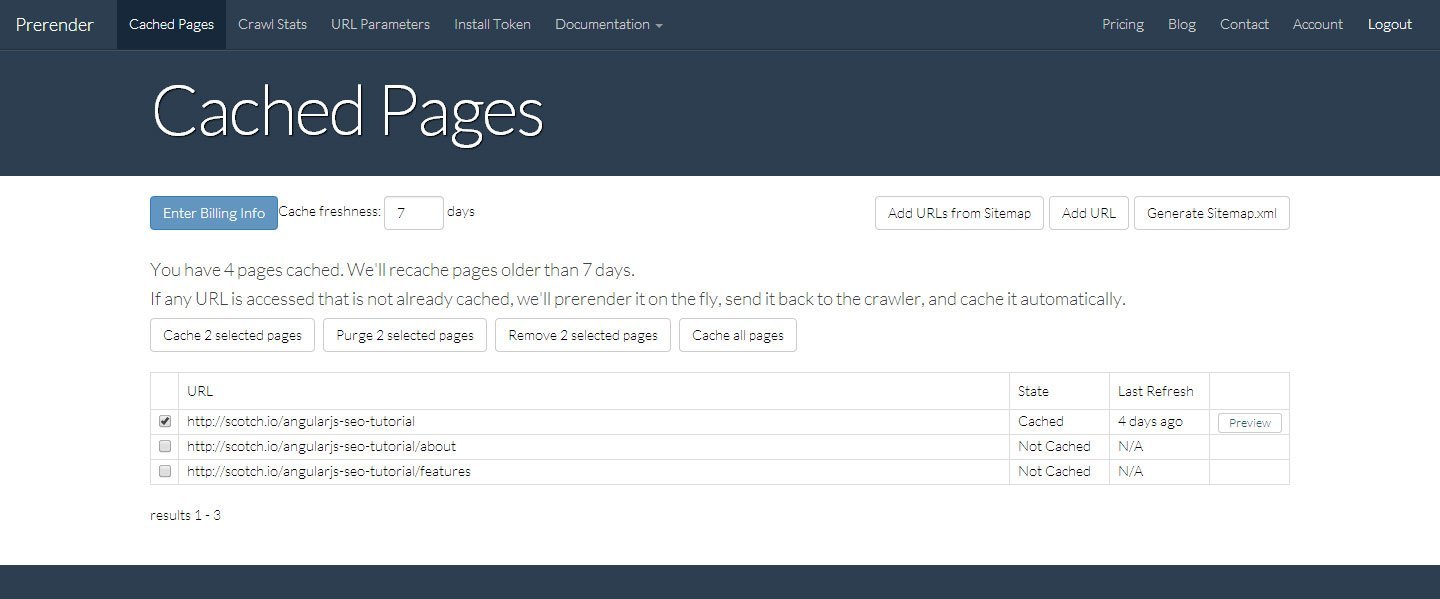 Prerender Cached Pages Crawl Stats URL Parameters Install Token Documentation Pricing Blog Contact Account Logout
Cached Pages
Enter Billing Info Cache freshness: 7 days Add URLs from Sitemap Add URL Generate Sitemap.xml
You have 4 pages cached. We'll recache pages older than 7 days.
If any URL is accessed that is not already cached, we'll prerender it on the fly, send it back to the crawler, and cache it automatically.
Cache 2 selected pages Purge 2 selected pages Remove 2 selected pages Cache all pages
URL State Last Refresh
http://scotch.io/angularjs-seo-tutorial Cached 4 days ago Preview
http://scotch.io/angularjs-seo-tutorial/about Not Cached N/A
http://scotch.io/angularjs-seo-tutorial/features Not Cached N/A
results 1 - 3